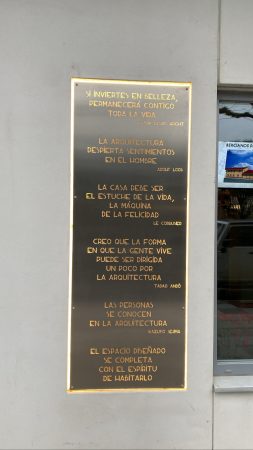 SI INVIERTES EN BELLEZA,
PERMANECERÁ CONTIGO
TODA LA VIDA
LA ARQUITECTURA
DESPIERTA SENTIMIENTOS
EN EL HOMBRE
ADOLF LOOS
LA CASA DEBE SER
EL ESTUCHE DE LA VIDA,
LA MÁQUINA
DE LA FELICIDAD
LE CORBUSIER
CREO QUE LA FORMA
EN QUE LA GENTE VIVE
PUEDE SER DIRIGIDA
UN POCO POR
LA ARQUITECTURA
TADAO ANDO
LAS PERSONAS
SE CONOCEN
EN LA ARQUITECTURA
EL ESPACIO DISEÑADO
SE COMPLETA
CON EL ESPÍRITU
DE HABITARLO